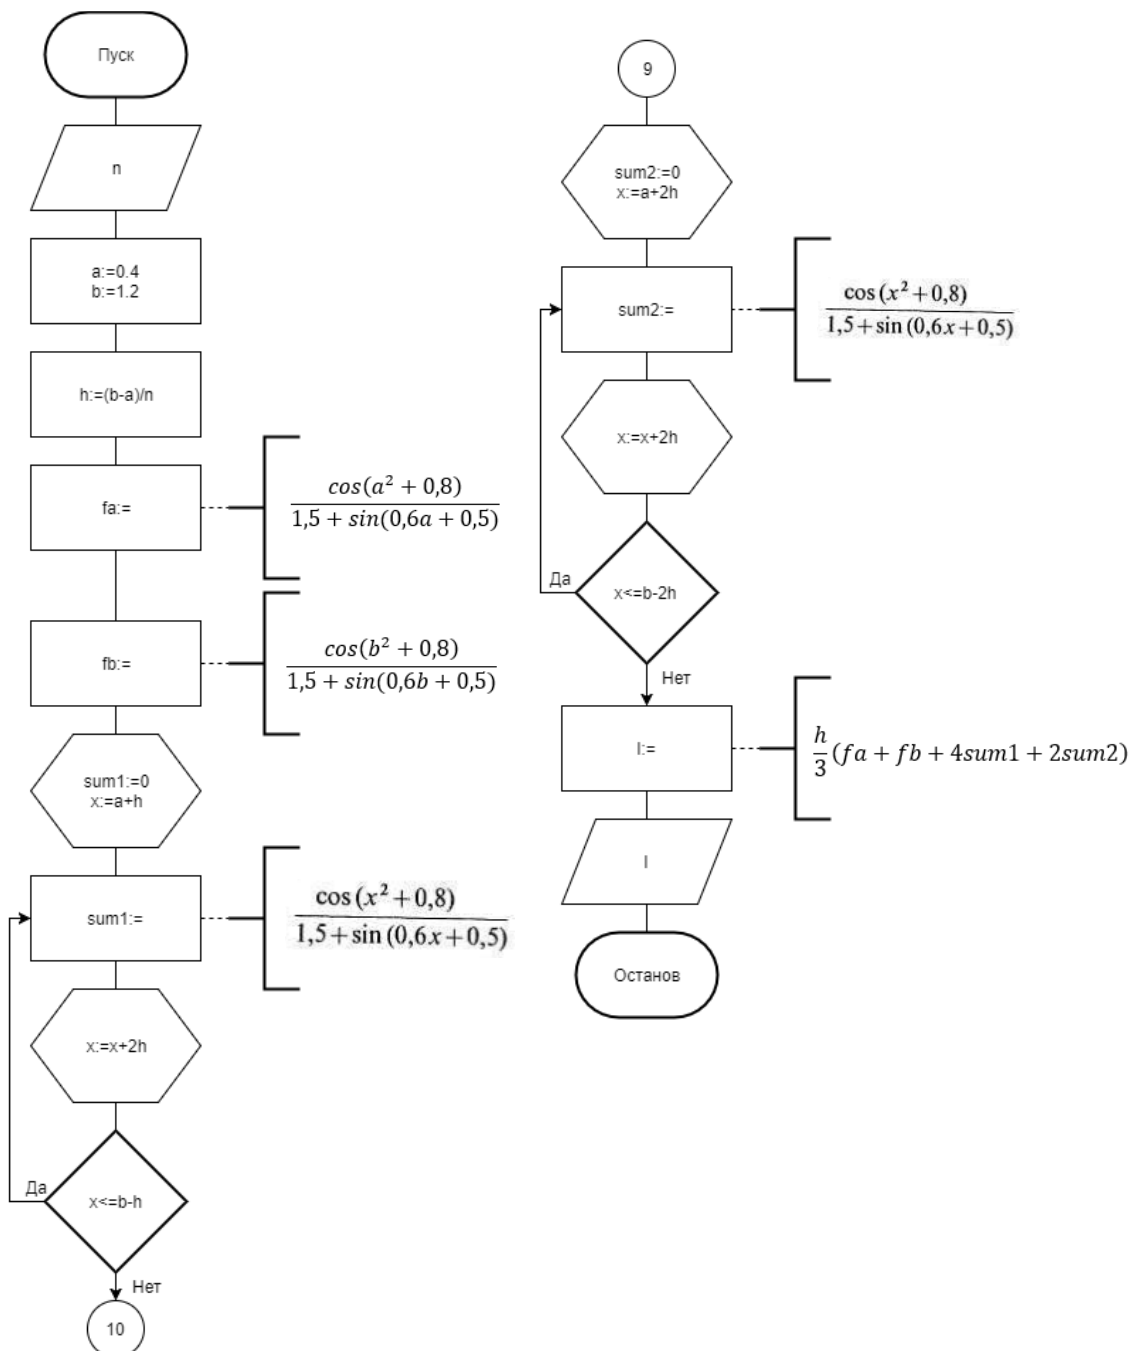 Пуск
n
a:=0.4
b:=1.2
h:=(b-a)/n
fa:=
cos(a² + 0,8)
1,5 + sin(0,6a + 0,5)
fb:=
cos(b² + 0,8)
1,5 + sin(0,6b + 0,5)
sum1:=0
x:=a+h
sum1:=
cos (x² + 0,8)
1,5 + sin (0,6x + 0,5)
x:=x+2h
Да
x<=b-h
Нет
10
9
sum2:=0
x:=a+2h
sum2:=
cos (x² + 0,8)
1,5 + sin (0,6x + 0,5)
x:=x+2h
Да
x<=b-2h
Нет
I:=
h
3
(fa + fb + 4sum1 + 2sum2)
I
Останов